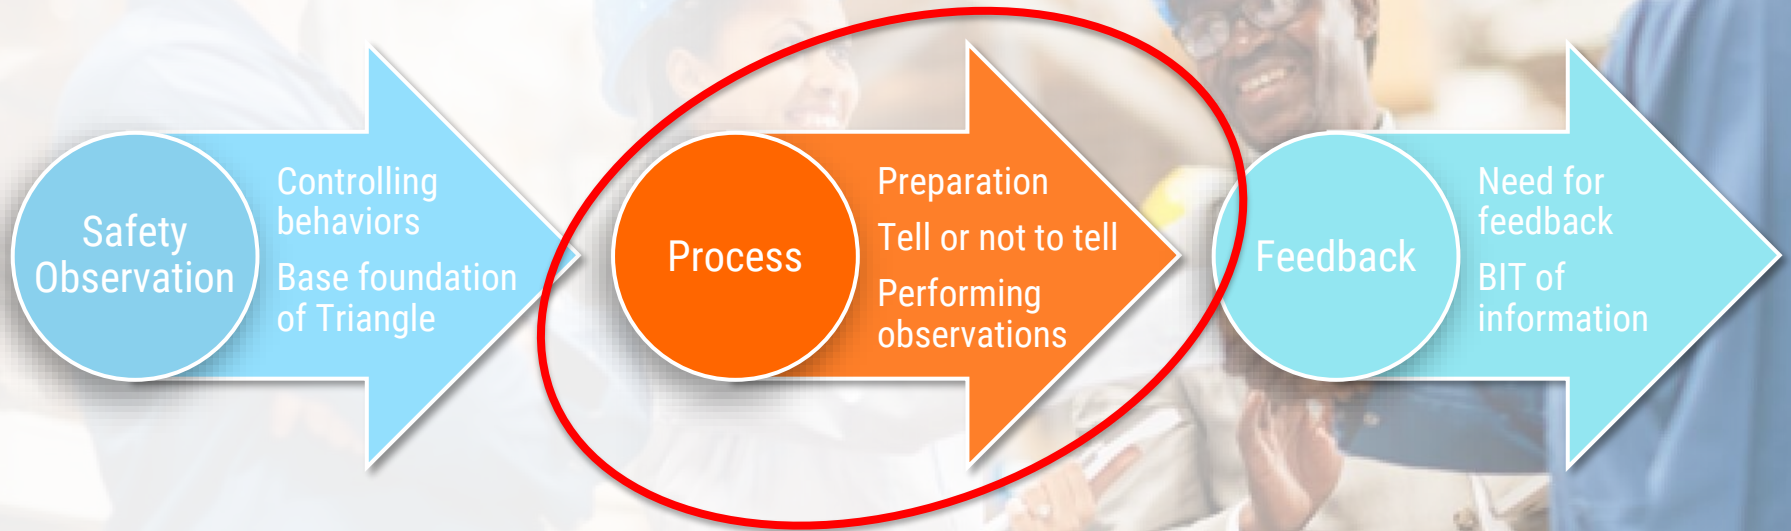 Safety
Observation
Controlling
behaviors
Base foundation
of Triangle
Process
Preparation
Tell or not to tell
Performing
observations
Feedback
Need for
feedback
BIT of
information